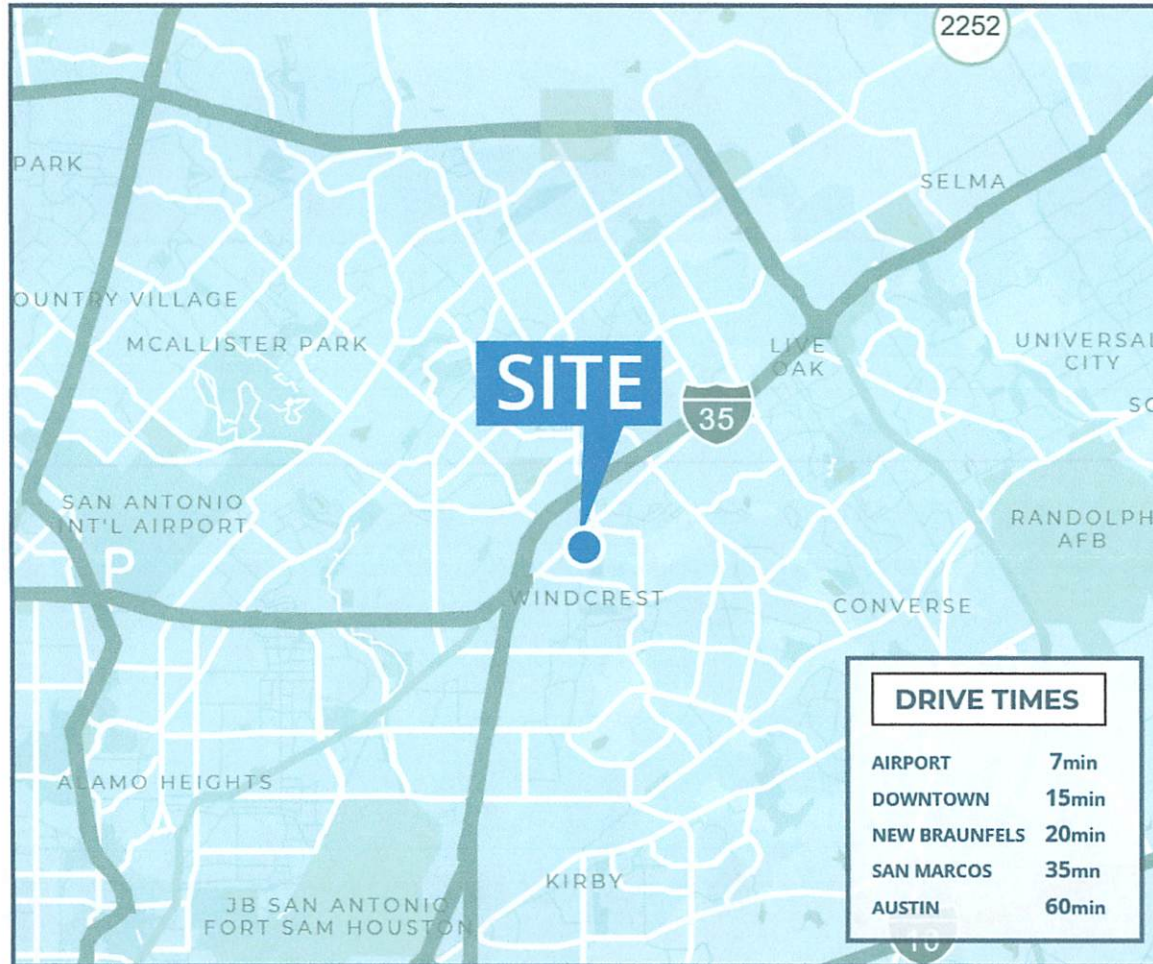 2252
PARK
SELMA
OUNTRY VILLAGE
MCALLISTER PARK
LIVE
OAK
UNIVERSAL
CITY
SITE
35
SC
SAN ANTONIO
INT'L AIRPORT
P
RANDOLPH
AFB
WINDCREST
CONVERSE
DRIVE TIMES
AIRPORT 7min
DOWNTOWN 15min
NEW BRAUNFELS 20min
SAN MARCOS 35mn
AUSTIN 60min
ALAMO HEIGHTS
KIRBY
JB SAN ANTONIO
FORT SAM HOUSTON
10